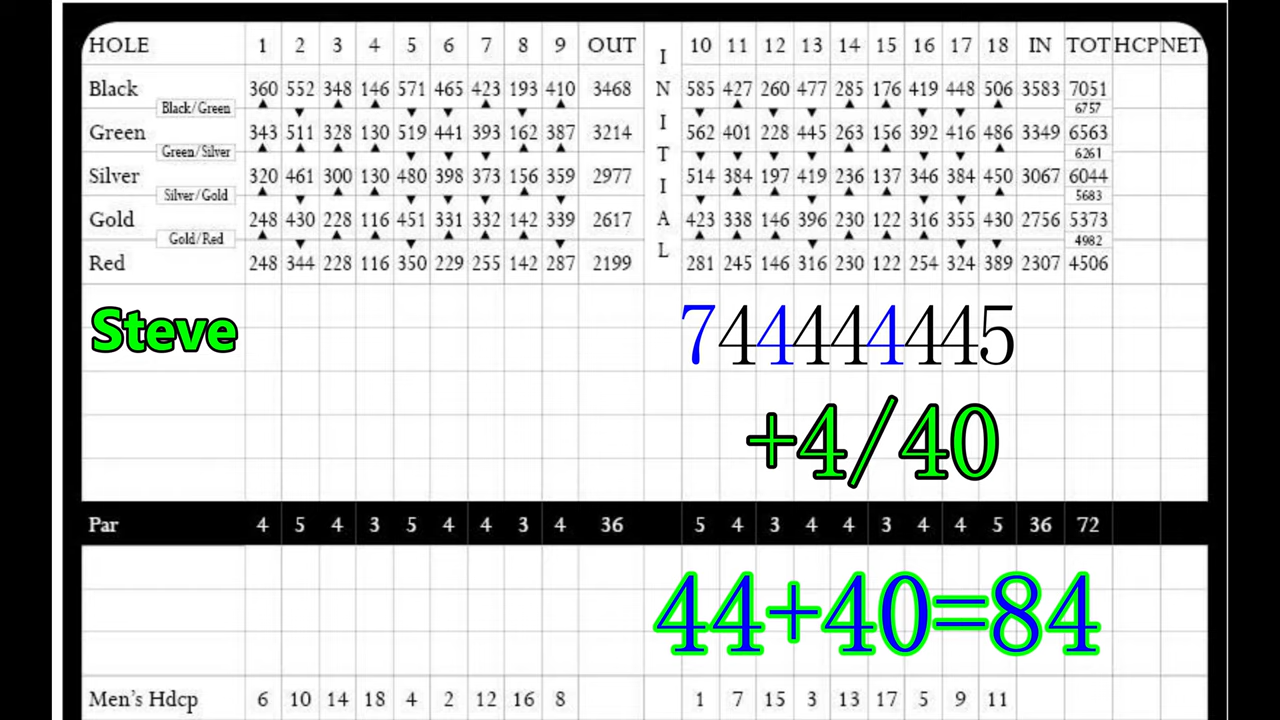 HOLE 1 2 3 4 5 6 7 8 9 OUT INITIAL 10 11 12 13 14 15 16 17 18 IN TOT HCP NET
Black 360 552 348 146 571 465 423 193 410 3468 585 427 260 477 285 176 419 448 506 3583 7051
Black/Green 6757
Green 343 511 328 130 519 441 393 162 387 3214 562 401 228 445 263 156 392 416 486 3349 6563
Green/Silver 6261
Silver 320 461 300 130 480 398 373 156 359 2977 514 384 197 419 236 137 346 384 450 3067 6044
Silver/Gold 5683
Gold 248 430 228 116 451 331 332 142 339 2617 423 338 146 396 230 122 316 355 430 2756 5373
Gold/Red 4982
Red 248 344 228 116 350 229 255 142 287 2199 281 245 146 316 230 122 254 324 389 2307 4506
Steve 7 4 4 4 4 4 4 4 5
+4/40
Par 4 5 4 3 5 4 4 3 4 36 5 4 3 4 4 3 4 4 5 36 72
44+40=84
Men's Hdcp 6 10 14 18 4 2 12 16 8 1 7 15 3 13 17 5 9 11